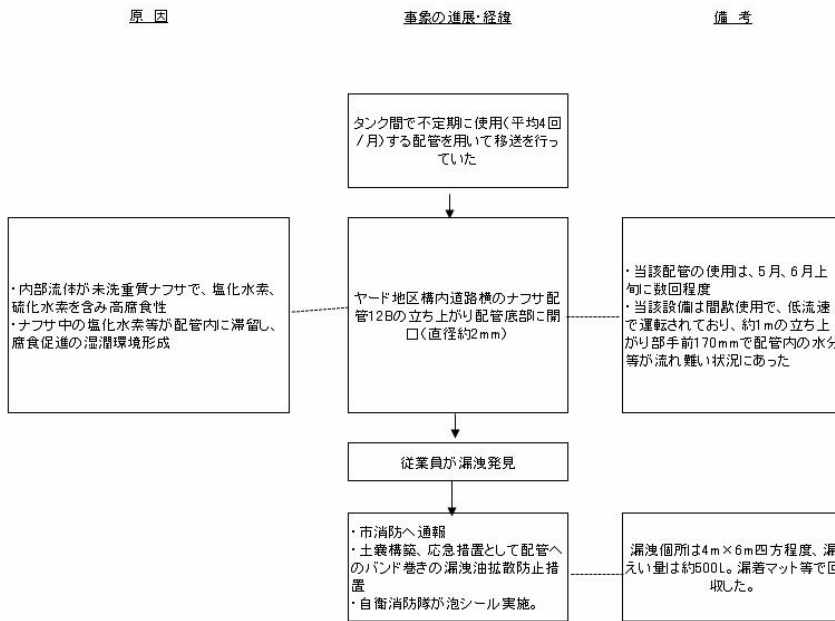 原　因
事象の進展・経緯
備　考
タンク間で不定期に使用（平均4回
/月）する配管を用いて移送を行っ
ていた
・内部流体が未洗重質ナフサで、塩化水素、
硫化水素を含み高腐食性
・ナフサ中の塩化水素等が配管内に滞留し、
腐食促進の湿潤環境形成
ヤード地区構内道路横のナフサ配
管12Bの立ち上がり配管底部に開
口（直径約2mm）
・当該配管の使用は、5月、6月上
旬に数回程度
・当該設備は間歇使用で、低流速
で運転されており、約1mの立ち上
がり部手前170mmで配管内の水分
等が流れ難い状況にあった
従業員が漏洩発見
・市消防へ通報
・土嚢構築、応急措置として配管へ
のバンド巻きの漏洩油拡散防止措
置
・自衛消防隊が泡シール実施。
漏洩個所は4m×6m四方程度、漏
えい量は約500L。漏着マット等で回
収した。